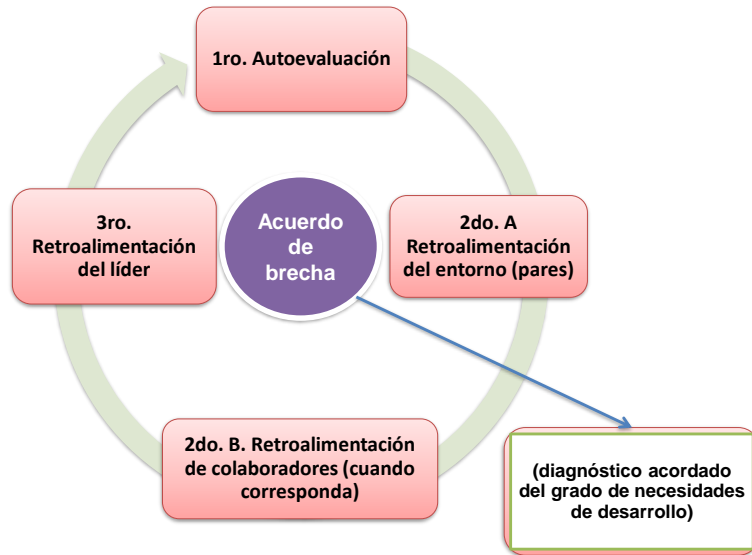 1ro. Autoevaluación
3ro.
Retroalimentación
del líder
Acuerdo
de
brecha
2do. A
Retroalimentación
del entorno (pares)
2do. B. Retroalimentación
de colaboradores (cuando
corresponda)
(diagnóstico acordado
del grado de necesidades
de desarrollo)